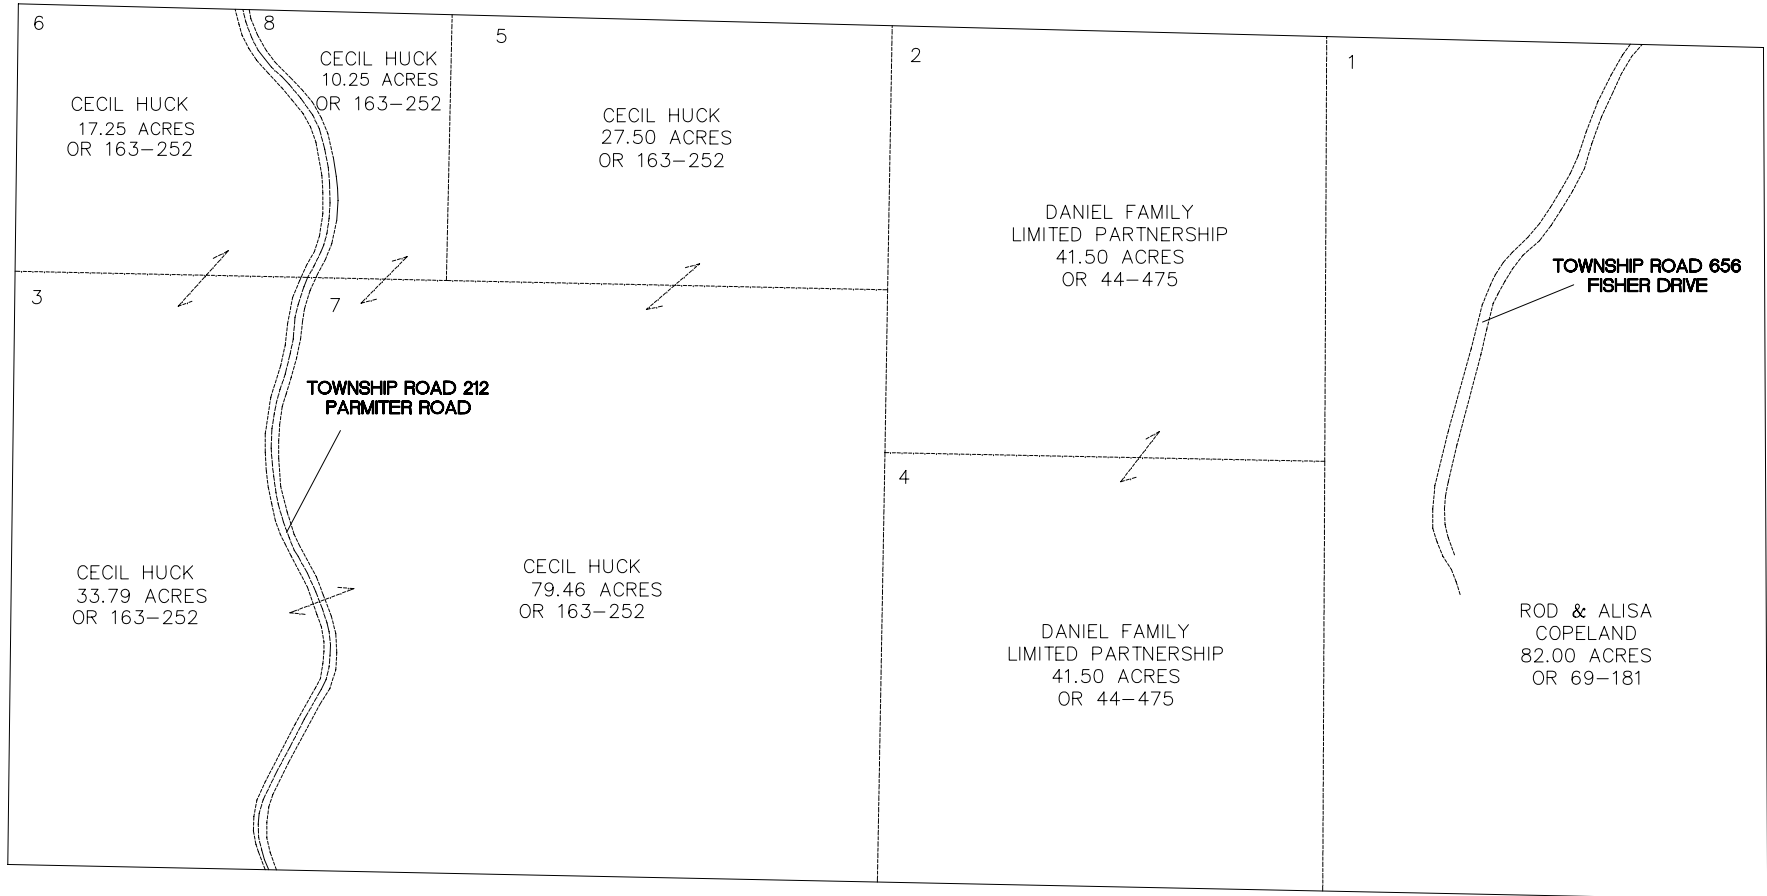 6
8
5
2
1
CECIL HUCK
17.25 ACRES
OR 163-252
CECIL HUCK
10.25 ACRES
OR 163-252
CECIL HUCK
27.50 ACRES
OR 163-252
DANIEL FAMILY
LIMITED PARTNERSHIP
41.50 ACRES
OR 44-475
TOWNSHIP ROAD 656
FISHER DRIVE
3
7
TOWNSHIP ROAD 212
PARMITER ROAD
4
CECIL HUCK
33.79 ACRES
OR 163-252
CECIL HUCK
79.46 ACRES
OR 163-252
DANIEL FAMILY
LIMITED PARTNERSHIP
41.50 ACRES
OR 44-475
ROD & ALISA
COPELAND
82.00 ACRES
OR 69-181